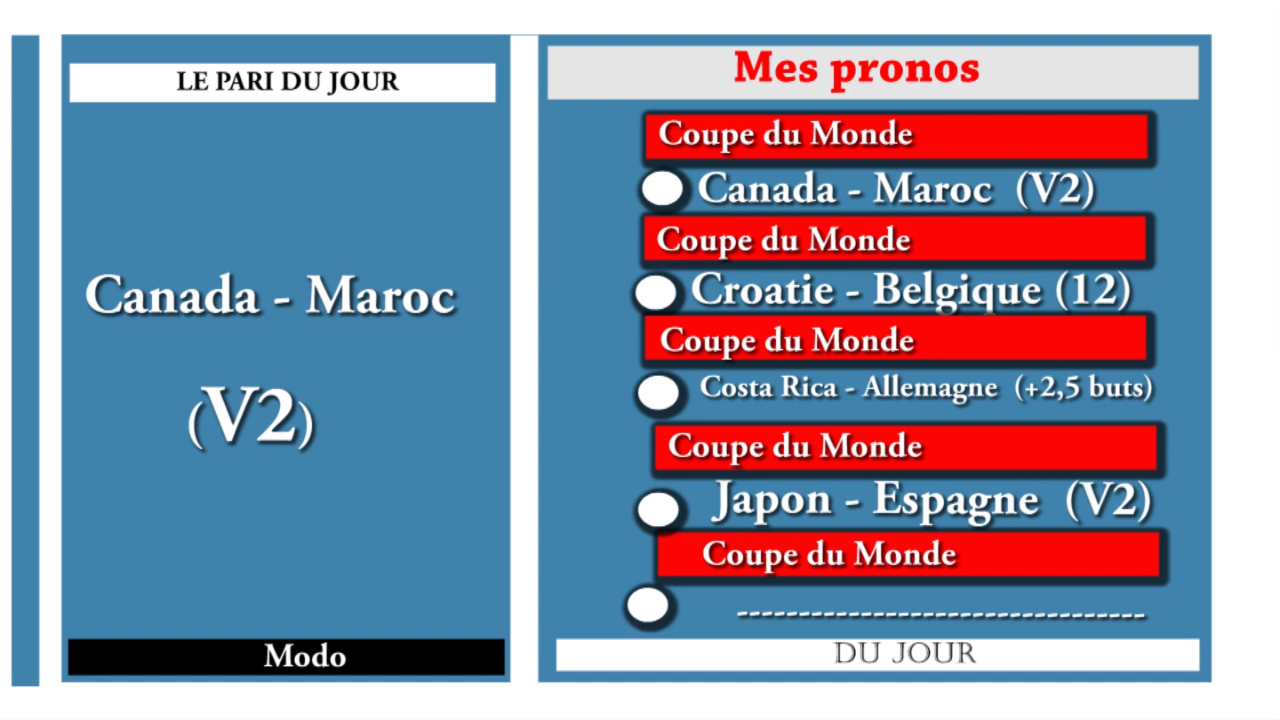 LE PARI DU JOUR
Canada - Maroc
(V2)
Modo
Mes pronos
Coupe du Monde
Canada - Maroc (V2)
Coupe du Monde
Croatie - Belgique (12)
Coupe du Monde
Costa Rica - Allemagne (+2,5 buts)
Coupe du Monde
Japon - Espagne (V2)
Coupe du Monde
---------------------------------
DU JOUR